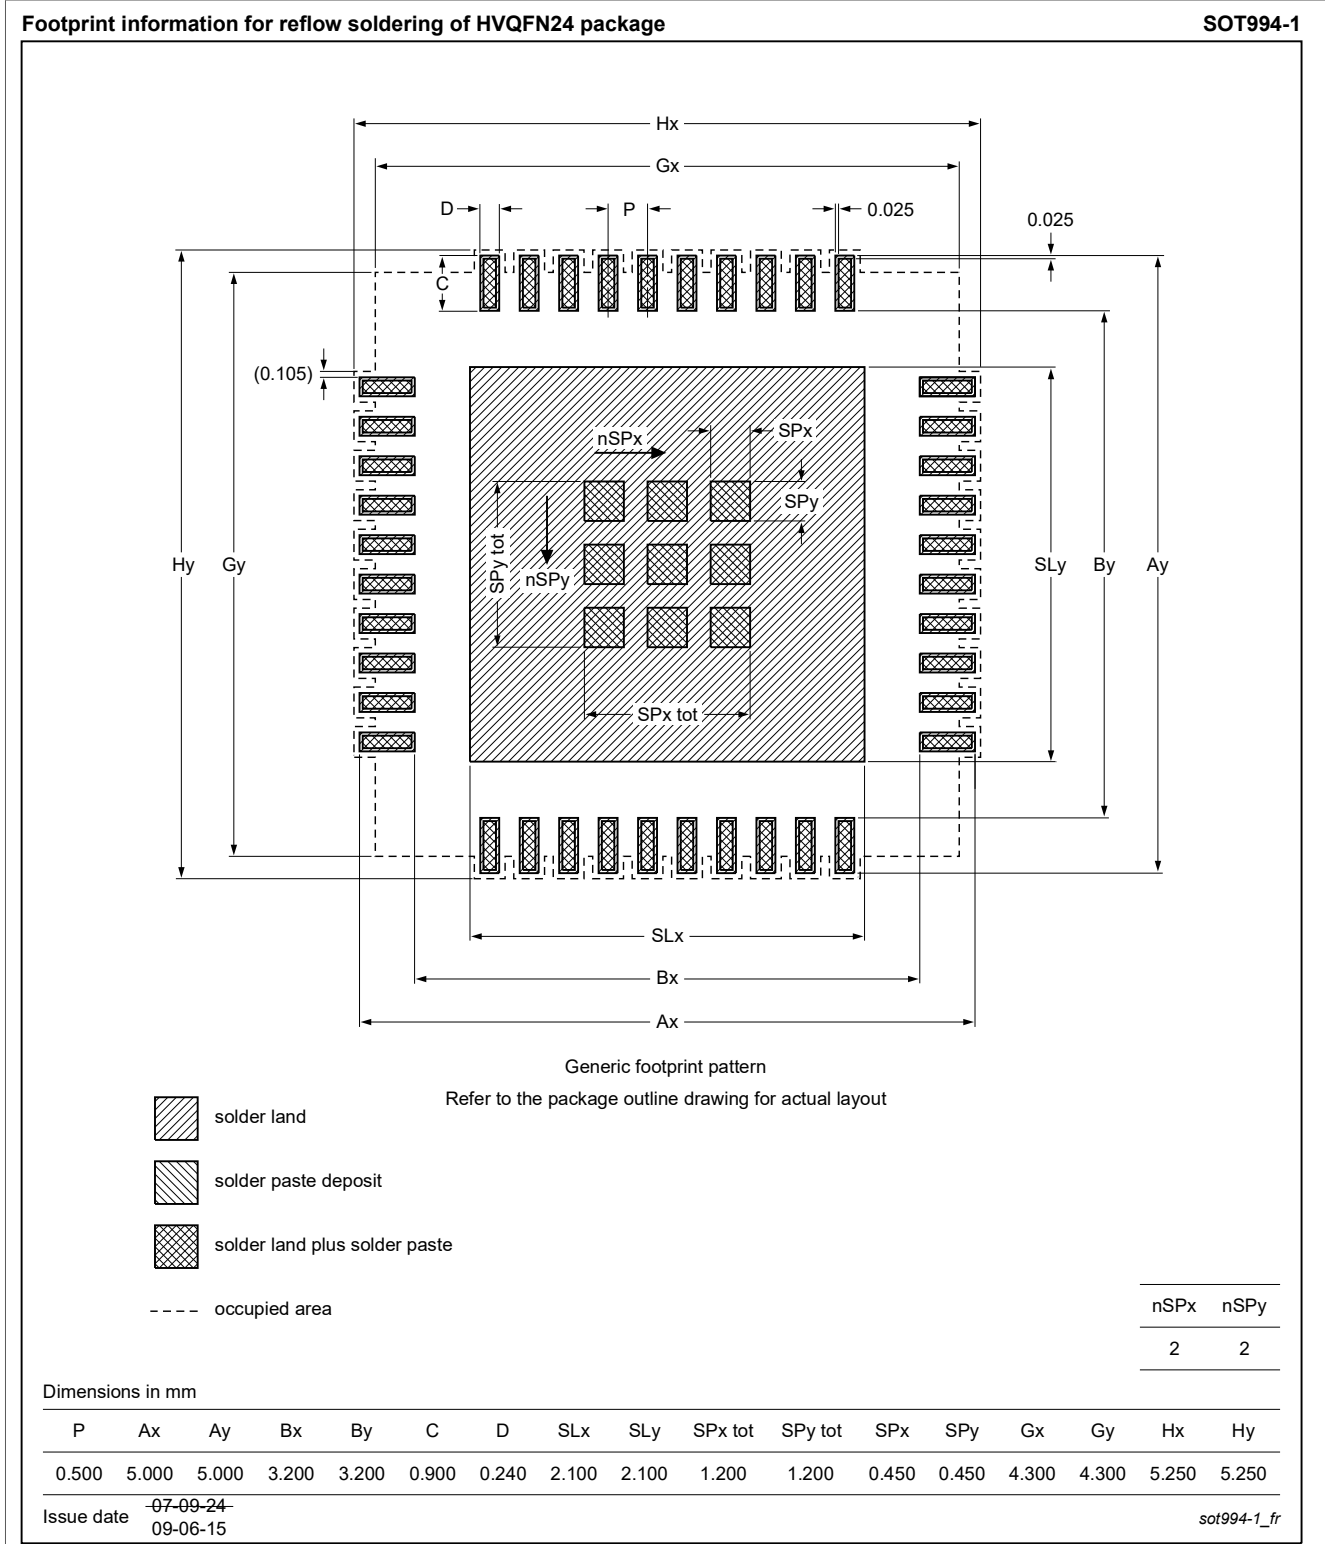 Footprint information for reflow soldering of HVQFN24 package SOT994-1
Hx
Gx
D P 0.025 0.025
C
(0.105)
nSPx SPx
SPy
SPy tot
nSPy
Hy Gy SLy By Ay
SPx tot
SLx
Bx
Ax
Generic footprint pattern
Refer to the package outline drawing for actual layout
solder land
solder paste deposit
solder land plus solder paste
occupied area
nSPx nSPy
2 2
Dimensions in mm
P Ax Ay Bx By C D SLx SLy SPx tot SPy tot SPx SPy Gx Gy Hx Hy
0.500 5.000 5.000 3.200 3.200 0.900 0.240 2.100 2.100 1.200 1.200 0.450 0.450 4.300 4.300 5.250 5.250
Issue date 07-09-24
09-06-15
sot994-1_fr